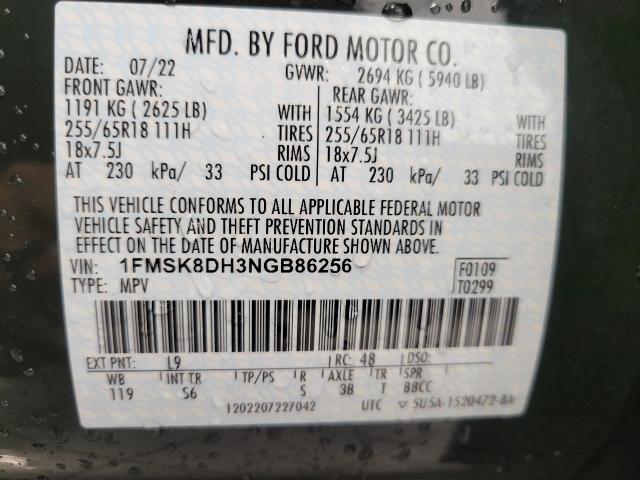 MFD. BY FORD MOTOR CO.
DATE: 07/22 GVWR: 2694 KG ( 5940 LB)
FRONT GAWR: REAR GAWR:
1191 KG ( 2625 LB) WITH 1554 KG ( 3425 LB) WITH
255/65R18 111H TIRES 255/65R18 111H TIRES
18x7.5J RIMS 18x7.5J RIMS
AT 230 kPa/ 33 PSI COLD AT 230 kPa/ 33 PSI COLD
THIS VEHICLE CONFORMS TO ALL APPLICABLE FEDERAL MOTOR
VEHICLE SAFETY AND THEFT PREVENTION STANDARDS IN
EFFECT ON THE DATE OF MANUFACTURE SHOWN ABOVE.
VIN: 1FMSK8DH3NGB86256 F0109
TYPE: MPV T0299
EXT PNT: L9 RC: 48 DSO:
WB INT TR TP/PS R AXLE TR SPR
119 S6 S 3B T BBCC
1202207227042 UTC ▽ 5U5A-1520472-BA